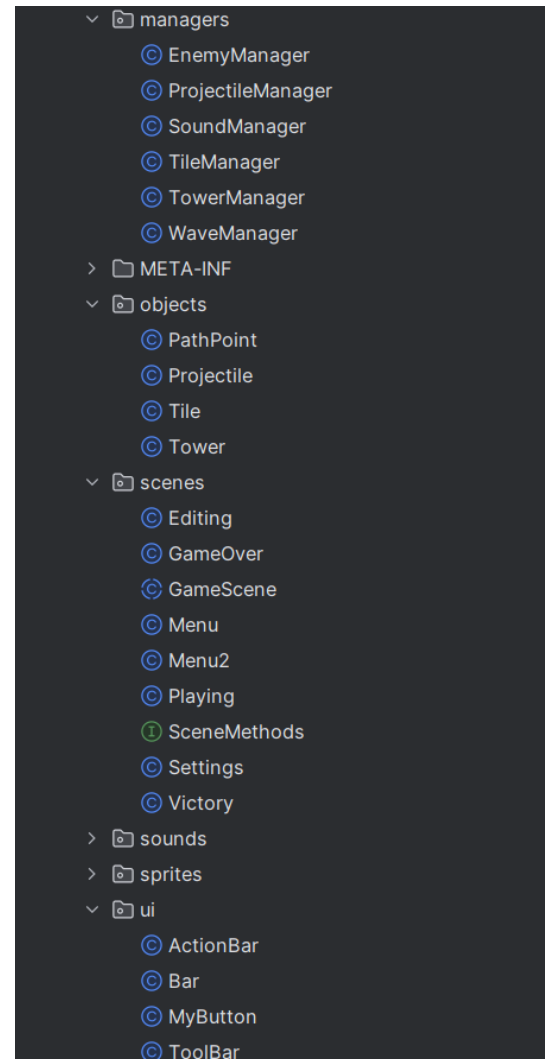 managers
EnemyManager
ProjectileManager
SoundManager
TileManager
TowerManager
WaveManager
META-INF
objects
PathPoint
Projectile
Tile
Tower
scenes
Editing
GameOver
GameScene
Menu
Menu2
Playing
SceneMethods
Settings
Victory
sounds
sprites
ui
ActionBar
Bar
MyButton
ToolBar